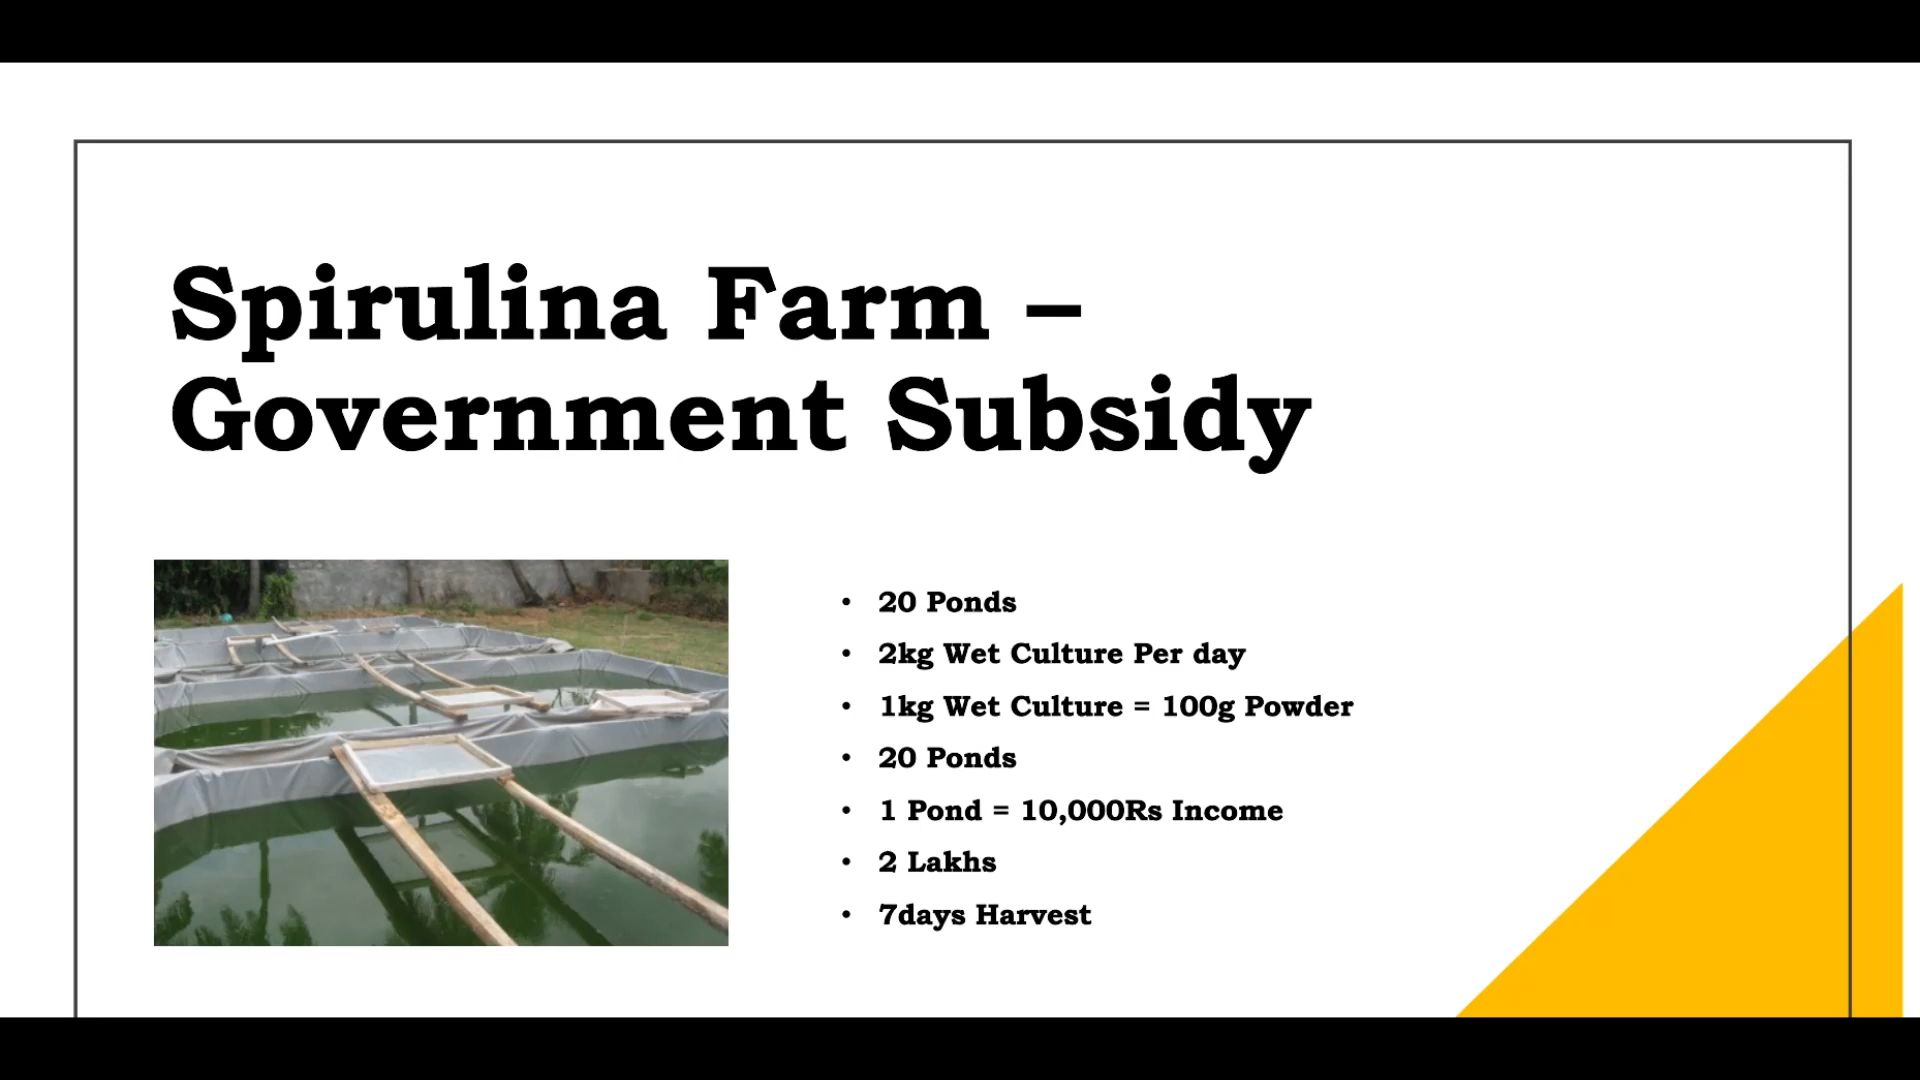 Spirulina Farm –
Government Subsidy
• 20 Ponds
• 2kg Wet Culture Per day
• 1kg Wet Culture = 100g Powder
• 20 Ponds
• 1 Pond = 10,000Rs Income
• 2 Lakhs
• 7days Harvest